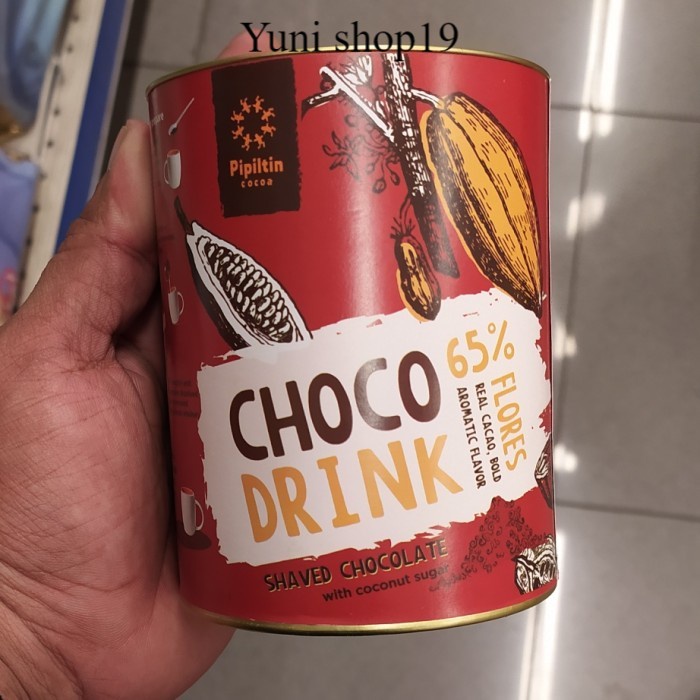 Yuni shop19
Pipiltin
cocoa
CHOCO
DRINK
65% FLORES
REAL CACAO, BOLD
AROMATIC FLAVOR
SHAVED CHOCOLATE
with coconut sugar